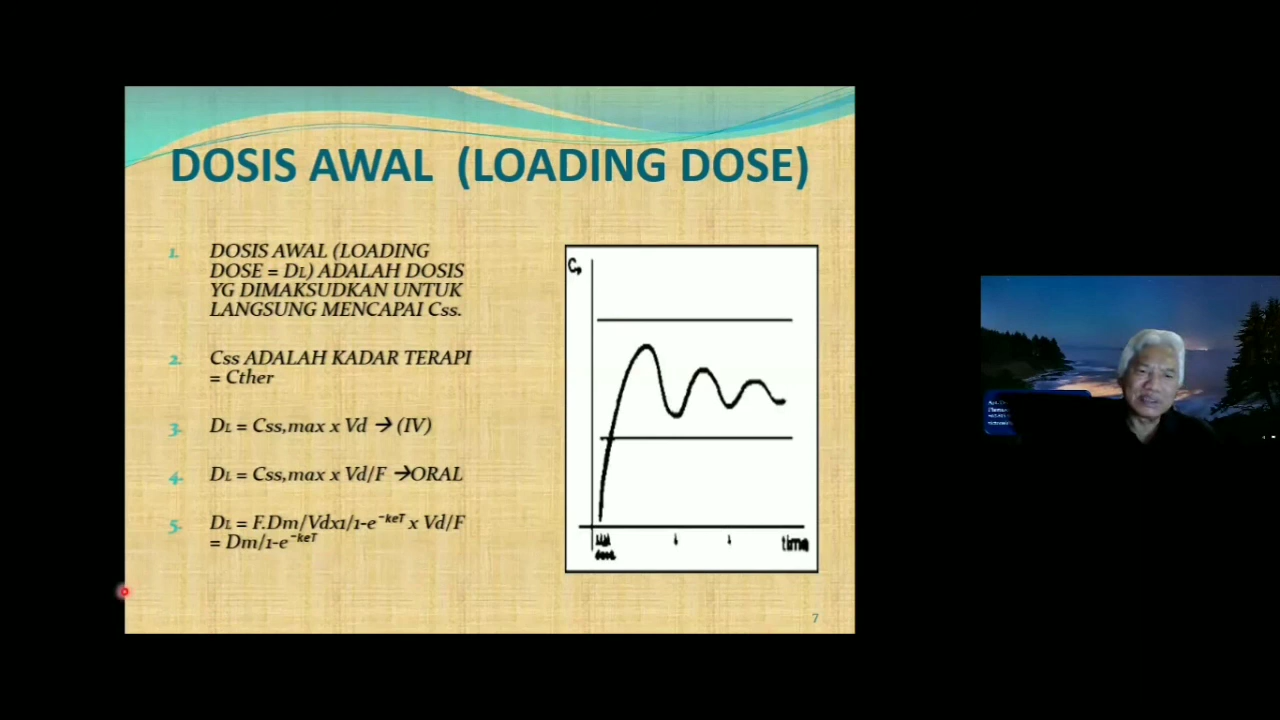 DOSIS AWAL (LOADING DOSE)
1. DOSIS AWAL (LOADING
DOSE = DL) ADALAH DOSIS
YG DIMAKSUDKAN UNTUK
LANGSUNG MENCAPAI Css.
2. Css ADALAH KADAR TERAPI
= Cther
3. DL = Css,max x Vd → (IV)
4. DL = Css,max x Vd/F →ORAL
5. DL = F.Dm/Vdx1/1-e⁻ᵏᵉᵀ x Vd/F
= Dm/1-e⁻ᵏᵉᵀ
Cp
dose
time
7